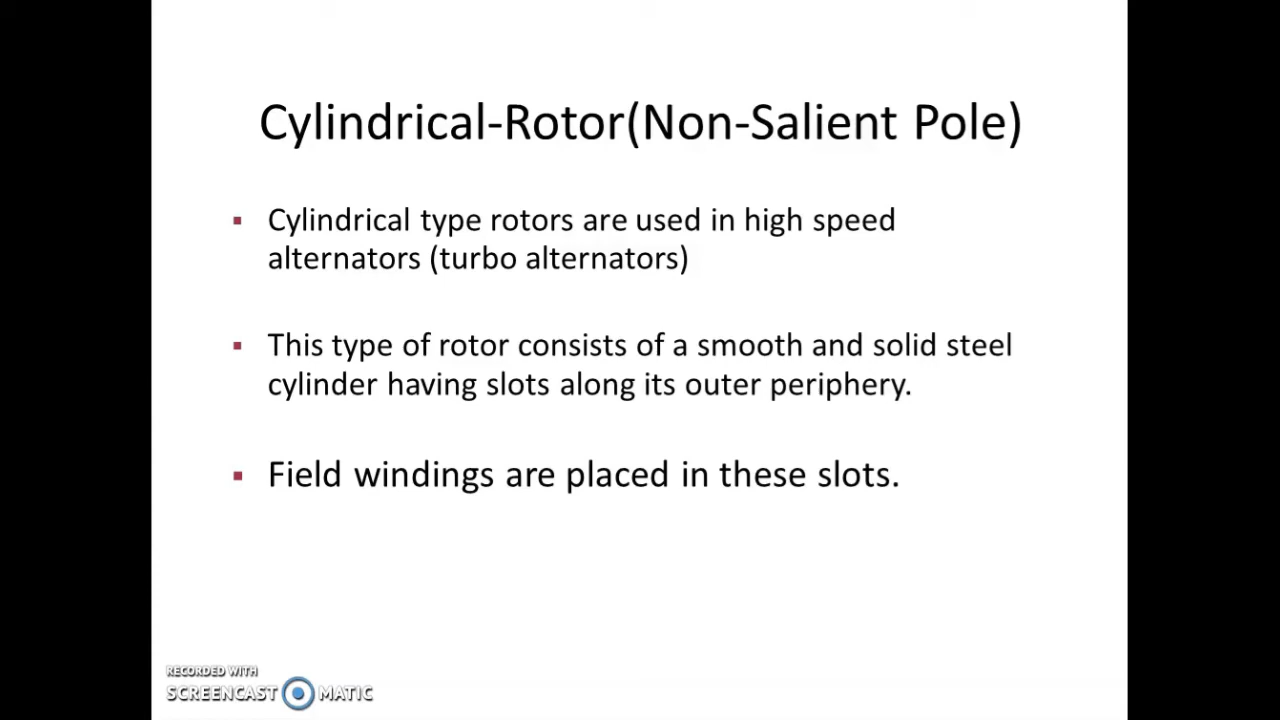 Cylindrical-Rotor(Non-Salient Pole)
▪ Cylindrical type rotors are used in high speed
alternators (turbo alternators)
▪ This type of rotor consists of a smooth and solid steel
cylinder having slots along its outer periphery.
▪ Field windings are placed in these slots.
RECORDED WITH
SCREENCAST MATIC